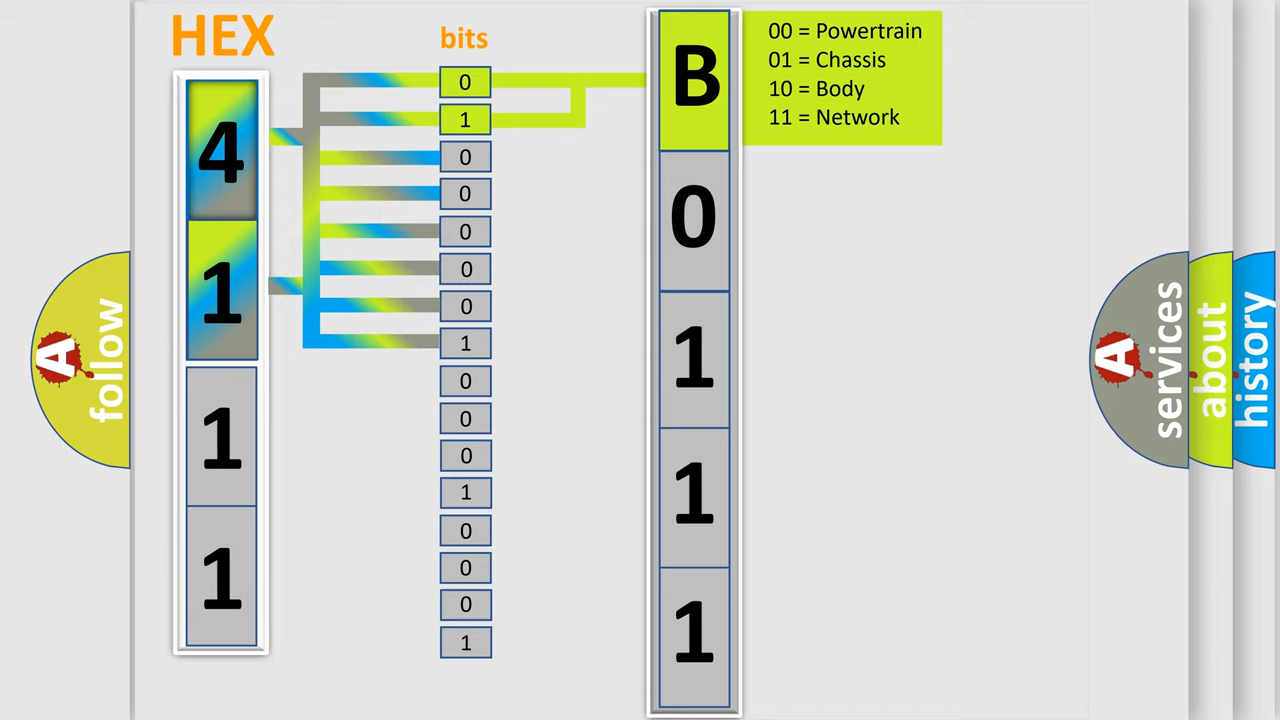 HEX
bits
4
1
1
1
0
1
0
0
0
0
0
1
0
0
0
1
0
0
0
1
B
0
1
1
1
00 = Powertrain
01 = Chassis
10 = Body
11 = Network
A
follow
A
services
about
history